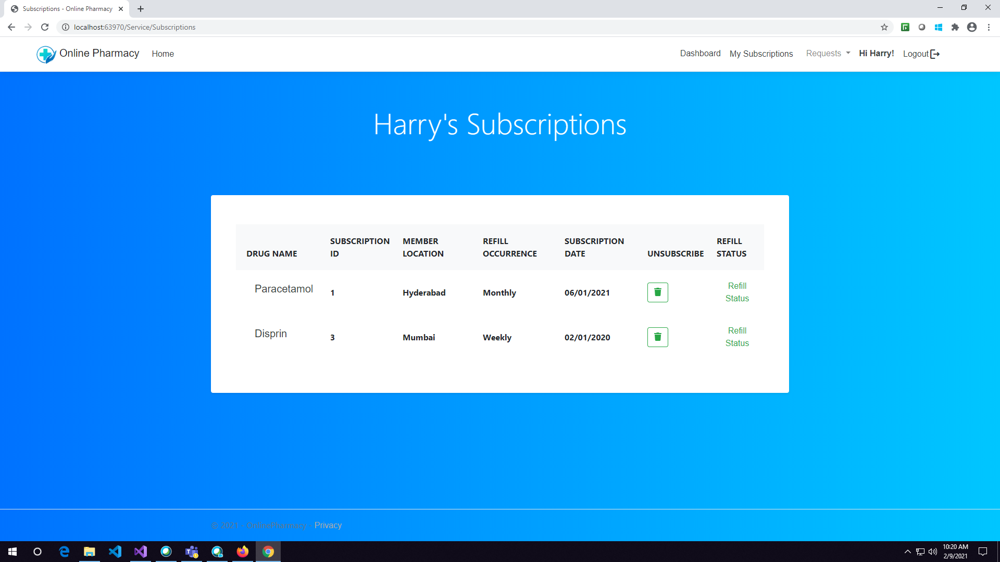 Subscriptions - Online Pharmacy
localhost:63970/Service/Subscriptions
Online Pharmacy Home Dashboard My Subscriptions Requests Hi Harry! Logout
Harry's Subscriptions
DRUG NAME SUBSCRIPTION ID MEMBER LOCATION REFILL OCCURRENCE SUBSCRIPTION DATE UNSUBSCRIBE REFILL STATUS
Paracetamol 1 Hyderabad Monthly 06/01/2021 Refill Status
Disprin 3 Mumbai Weekly 02/01/2020 Refill Status
© 2021 - OnlinePharmacy - Privacy
10:20 AM
2/9/2021